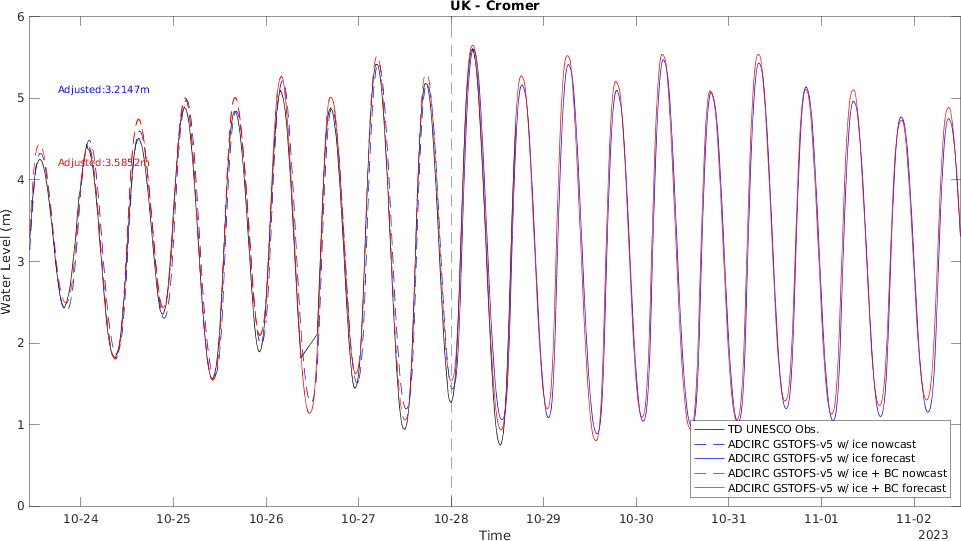 UK - Cromer
6
5
4
3
2
1
0
Water Level (m)
Adjusted:3.2147m
Adjusted:3.5852m
TD UNESCO Obs.
ADCIRC GSTOFS-v5 w/ ice nowcast
ADCIRC GSTOFS-v5 w/ ice forecast
ADCIRC GSTOFS-v5 w/ ice + BC nowcast
ADCIRC GSTOFS-v5 w/ ice + BC forecast
10-24 10-25 10-26 10-27 10-28 10-29 10-30 10-31 11-01 11-02
Time
2023